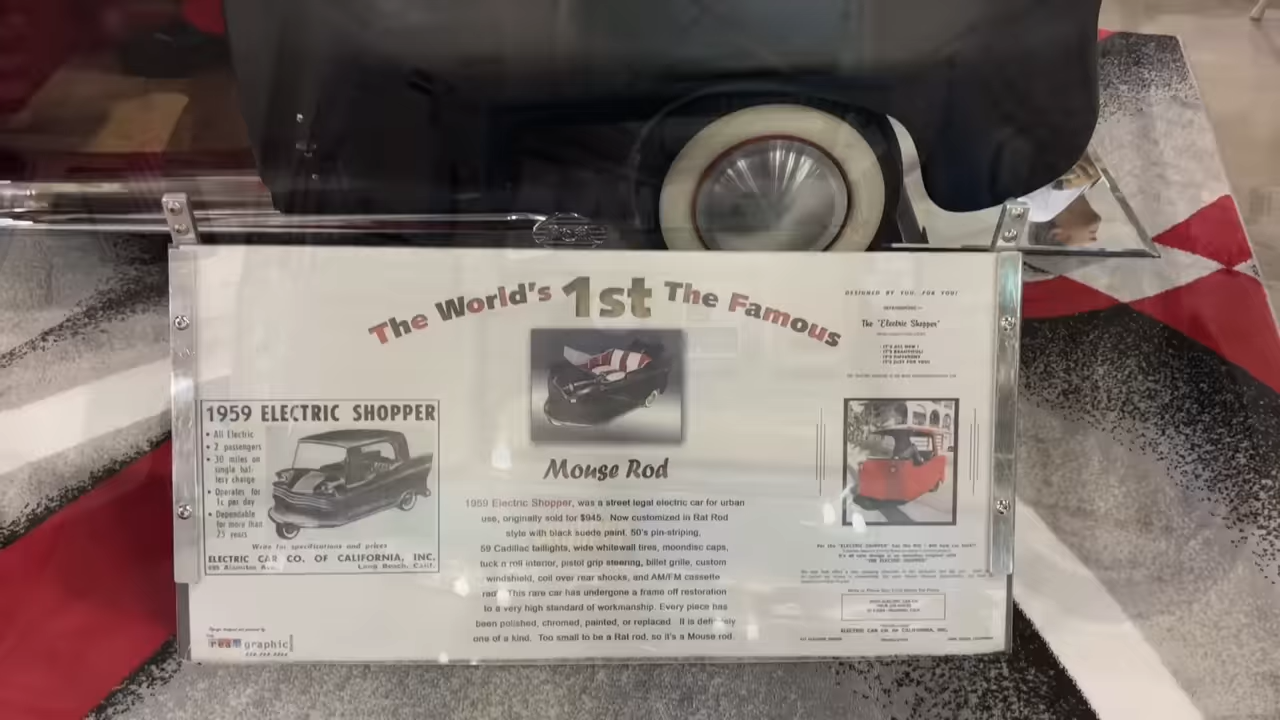 The World's 1st The Famous
1959 ELECTRIC SHOPPER
• All Electric
• 2 passengers
• 30 miles on
single bat-
tery charge
• Operates for
1c per day
• Dependable
for more than
25 years
Write for specifications and prices
ELECTRIC CAR CO. OF CALIFORNIA, INC.
Long Beach, Calif.
Mouse Rod
1959 Electric Shopper, was a street legal electric car for urban
use, originally sold for $945. Now customized in Rat Rod
style with black suede paint. 50's pin-striping,
59 Cadillac taillights, wide whitewall tires, moondisc caps,
tuck n roll interior, pistol grip steering, billet grille, custom
windshield, coil over rear shocks, and AM/FM cassette
This rare car has undergone a frame off restoration
to a very high standard of workmanship. Every piece has
been polished, chromed, painted, or replaced It is definitely
one of a kind. Too small to be a Rat rod, so it's a Mouse rod.
DESIGNED BY YOU...FOR YOU!
INTRODUCING
The "Electric Shopper"
IT'S ALL NEW!
IT'S BEAUTIFUL!
IT'S DIFFERENT
IT'S JUST FOR YOU!
"THE ELECTRIC SHOPPER"
ELECTRIC CAR CO. OF CALIFORNIA, INC.
real graphic